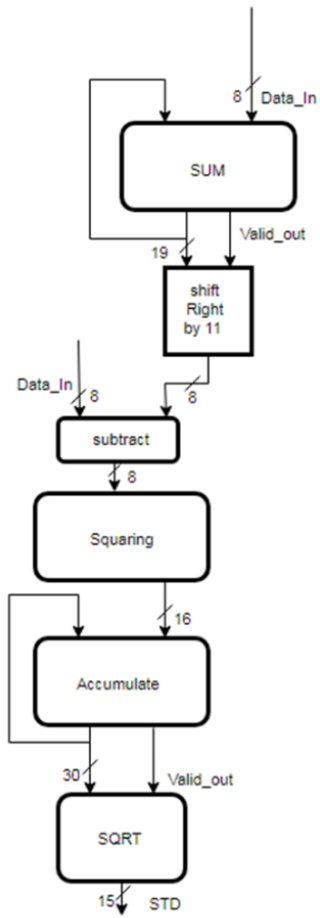 8 Data_In
SUM
19 Valid_out
shift
Right
by 11
Data_In 8
8
subtract
8
Squaring
16
Accumulate
30 Valid_out
SQRT
15 STD